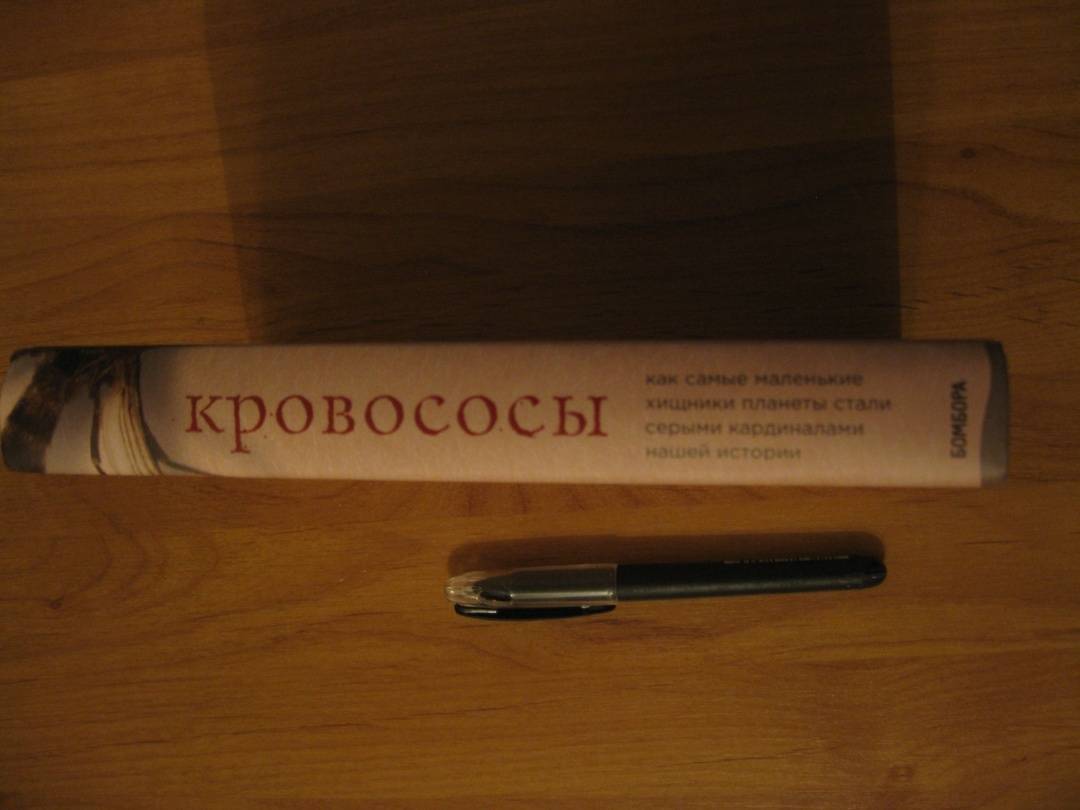 кровососы
как самые маленькие
хищники планеты стали
серыми кардиналами
нашей истории
БОМБОРА